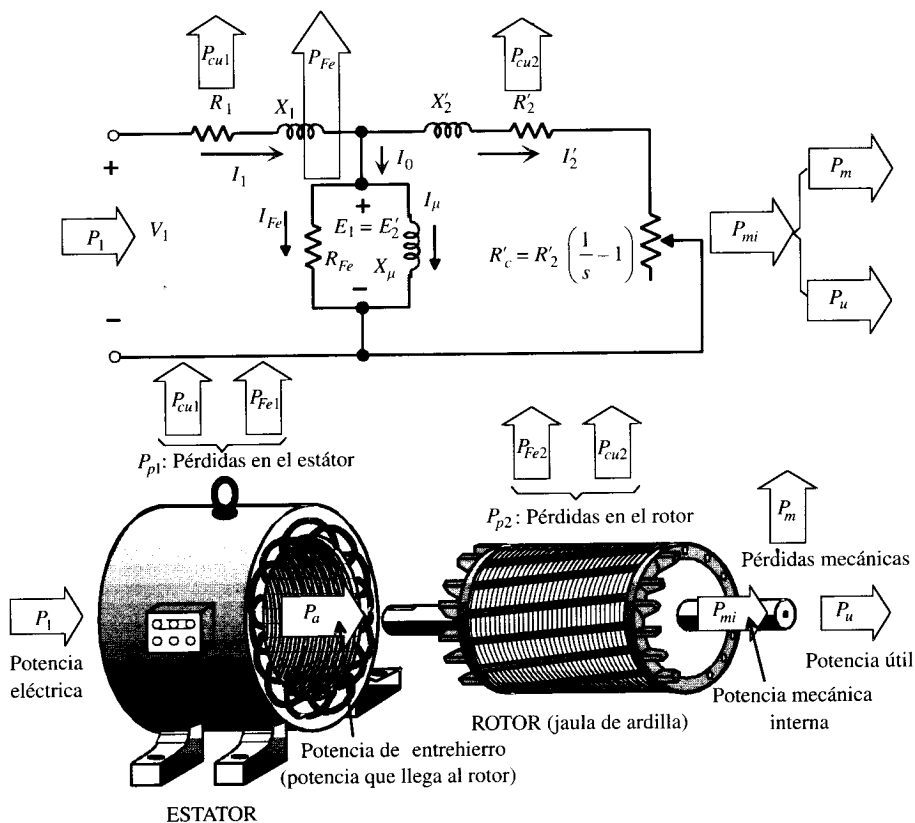 P_cu1
P_Fe
P_cu2
R_1
X_1
X'_2
R'_2
I_1
I_0
I'_2
+
P_1
V_1
I_Fe
R_Fe
+
E_1 = E'_2
X_μ
I_μ
−
R'_c = R'_2 (1/s − 1)
P_mi
P_m
P_u
−
P_cu1
P_Fe1
P_p1: Pérdidas en el estátor
P_Fe2
P_cu2
P_p2: Pérdidas en el rotor
P_m
Pérdidas mecánicas
P_1
Potencia
eléctrica
P_a
P_mi
P_u
Potencia útil
Potencia mecánica
interna
ROTOR (jaula de ardilla)
Potencia de entrehierro
(potencia que llega al rotor)
ESTATOR